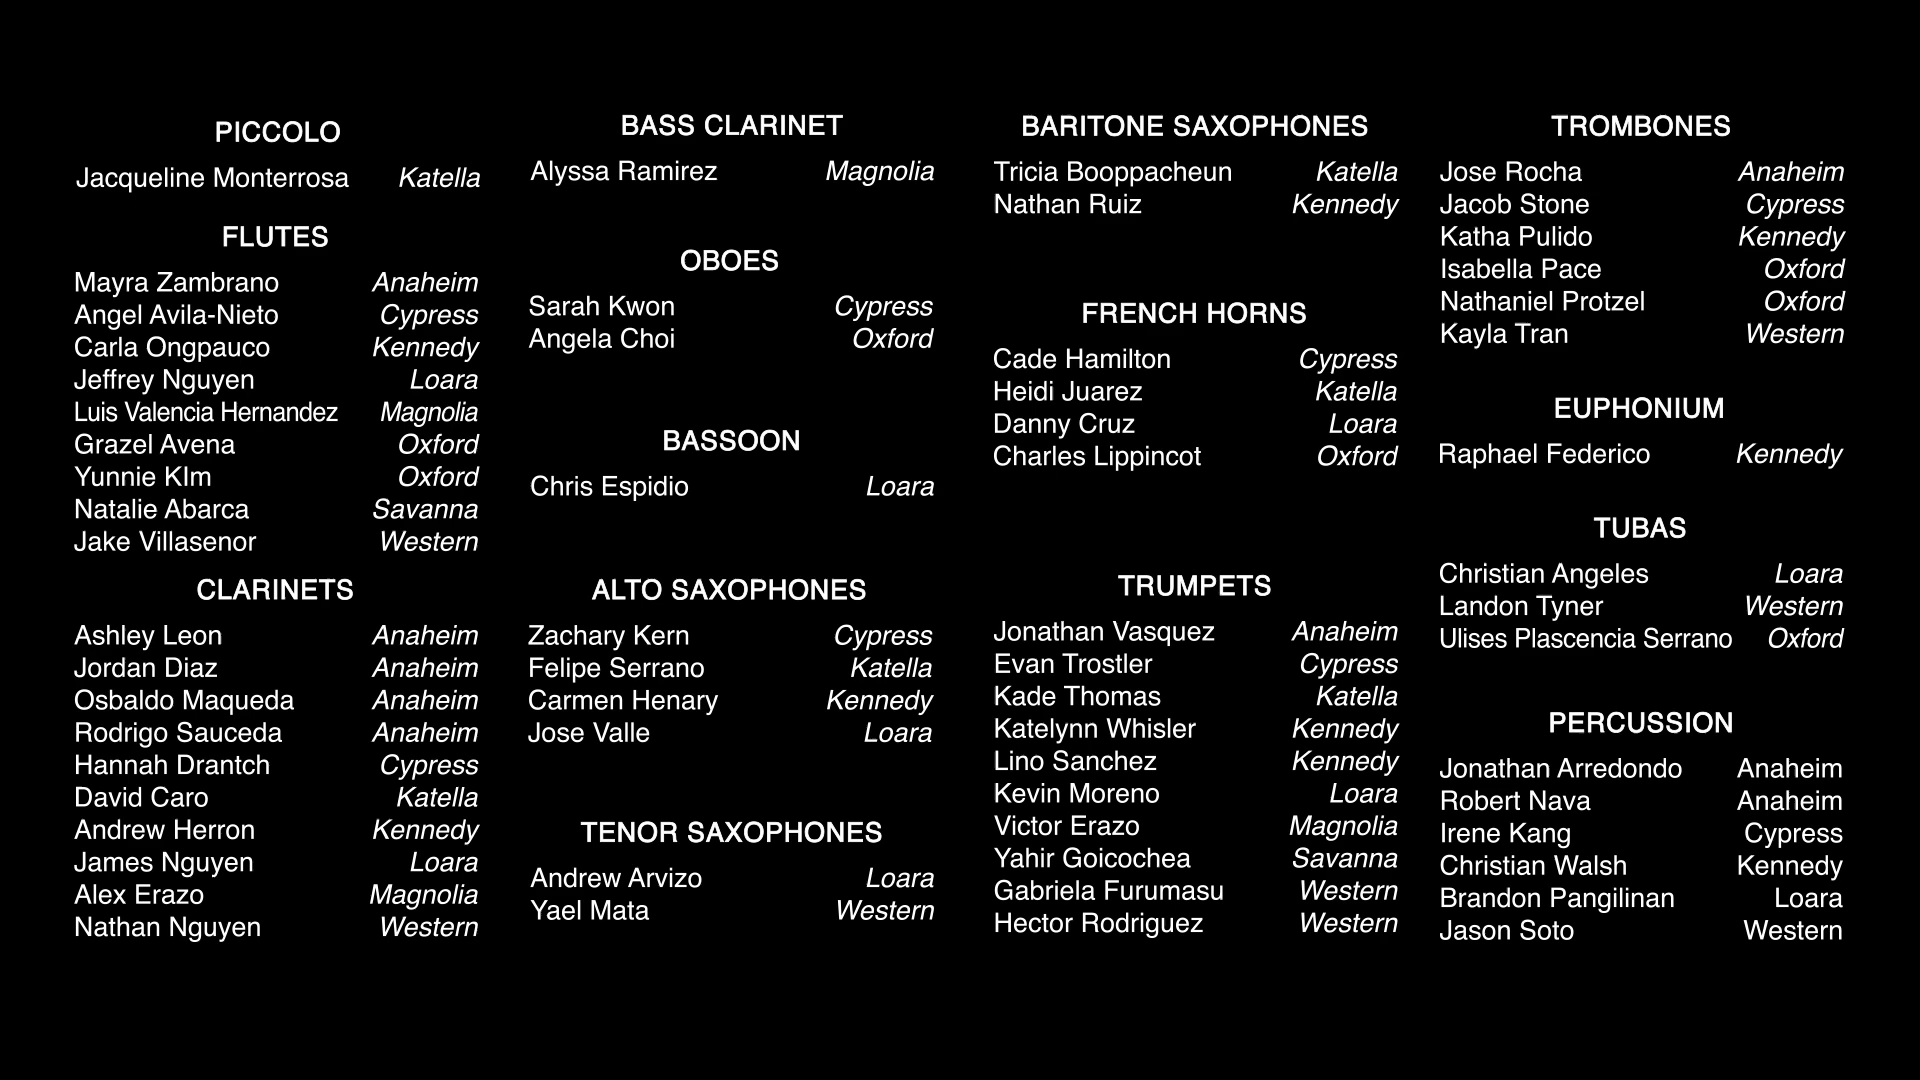 PICCOLO
Jacqueline Monterrosa Katella
FLUTES
Mayra Zambrano Anaheim
Angel Avila-Nieto Cypress
Carla Ongpauco Kennedy
Jeffrey Nguyen Loara
Luis Valencia Hernandez Magnolia
Grazel Avena Oxford
Yunnie KIm Oxford
Natalie Abarca Savanna
Jake Villasenor Western
CLARINETS
Ashley Leon Anaheim
Jordan Diaz Anaheim
Osbaldo Maqueda Anaheim
Rodrigo Sauceda Anaheim
Hannah Drantch Cypress
David Caro Katella
Andrew Herron Kennedy
James Nguyen Loara
Alex Erazo Magnolia
Nathan Nguyen Western
BASS CLARINET
Alyssa Ramirez Magnolia
OBOES
Sarah Kwon Cypress
Angela Choi Oxford
BASSOON
Chris Espidio Loara
ALTO SAXOPHONES
Zachary Kern Cypress
Felipe Serrano Katella
Carmen Henary Kennedy
Jose Valle Loara
TENOR SAXOPHONES
Andrew Arvizo Loara
Yael Mata Western
BARITONE SAXOPHONES
Tricia Booppacheun Katella
Nathan Ruiz Kennedy
FRENCH HORNS
Cade Hamilton Cypress
Heidi Juarez Katella
Danny Cruz Loara
Charles Lippincot Oxford
TRUMPETS
Jonathan Vasquez Anaheim
Evan Trostler Cypress
Kade Thomas Katella
Katelynn Whisler Kennedy
Lino Sanchez Kennedy
Kevin Moreno Loara
Victor Erazo Magnolia
Yahir Goicochea Savanna
Gabriela Furumasu Western
Hector Rodriguez Western
TROMBONES
Jose Rocha Anaheim
Jacob Stone Cypress
Katha Pulido Kennedy
Isabella Pace Oxford
Nathaniel Protzel Oxford
Kayla Tran Western
EUPHONIUM
Raphael Federico Kennedy
TUBAS
Christian Angeles Loara
Landon Tyner Western
Ulises Plascencia Serrano Oxford
PERCUSSION
Jonathan Arredondo Anaheim
Robert Nava Anaheim
Irene Kang Cypress
Christian Walsh Kennedy
Brandon Pangilinan Loara
Jason Soto Western